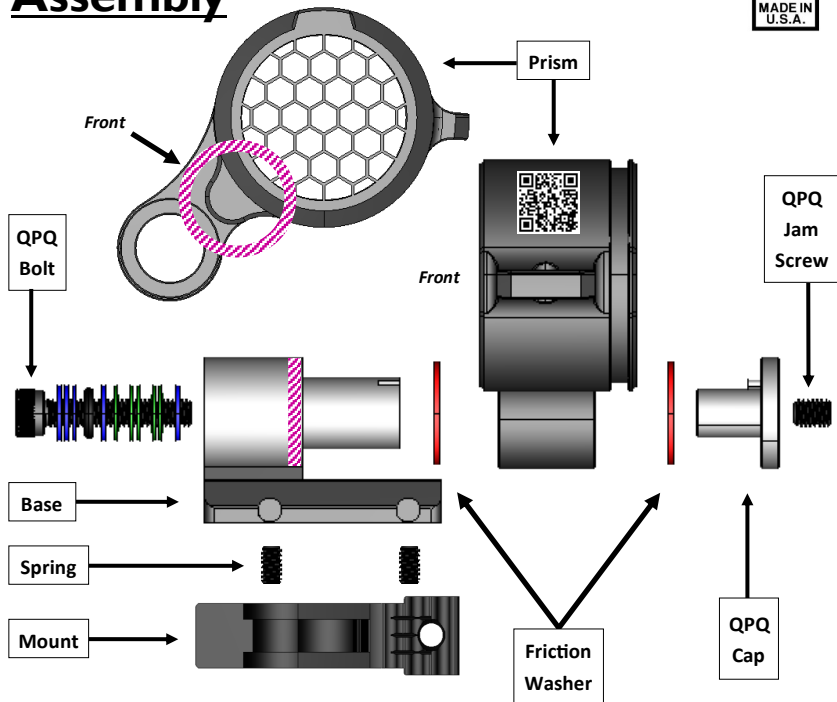 Assembly
MADE IN
U.S.A.
Prism
Front
QPQ
Bolt
Front
QPQ
Jam
Screw
Base
Spring
Mount
Friction
Washer
QPQ
Cap